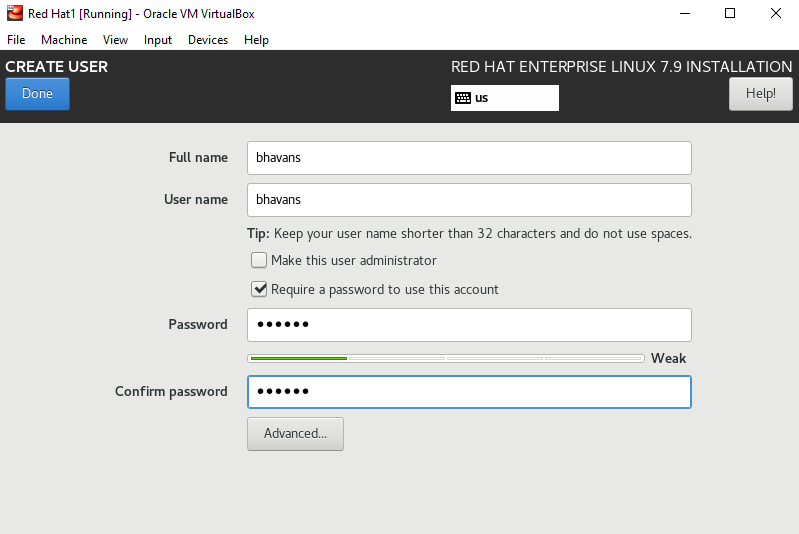 Red Hat1 [Running] - Oracle VM VirtualBox
File Machine View Input Devices Help
CREATE USER
RED HAT ENTERPRISE LINUX 7.9 INSTALLATION
Done
us
Help!
Full name bhavans
User name bhavans
Tip: Keep your user name shorter than 32 characters and do not use spaces.
Make this user administrator
Require a password to use this account
Password ••••••
Weak
Confirm password ••••••
Advanced...